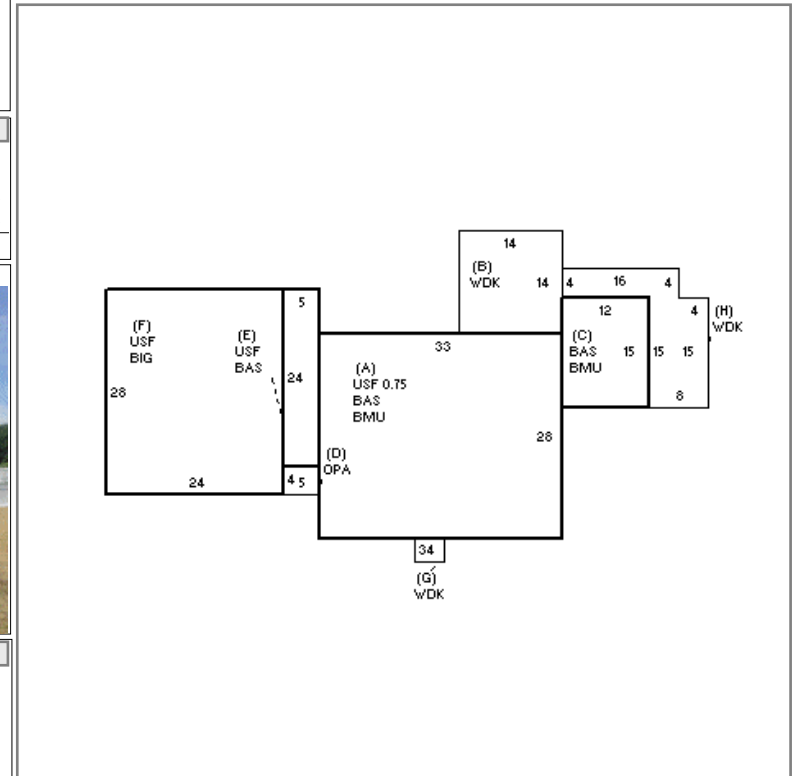 14
(B)
WDK
14
4
16
4
5
12
4
(H)
WDK
(F)
USF
BIG
(E)
USF
BAS
33
(C)
BAS
BMU
15
15
15
(A)
USF 0.75
BAS
BMU
24
28
8
28
(D)
OPA
24
4
5
34
(G)
WDK